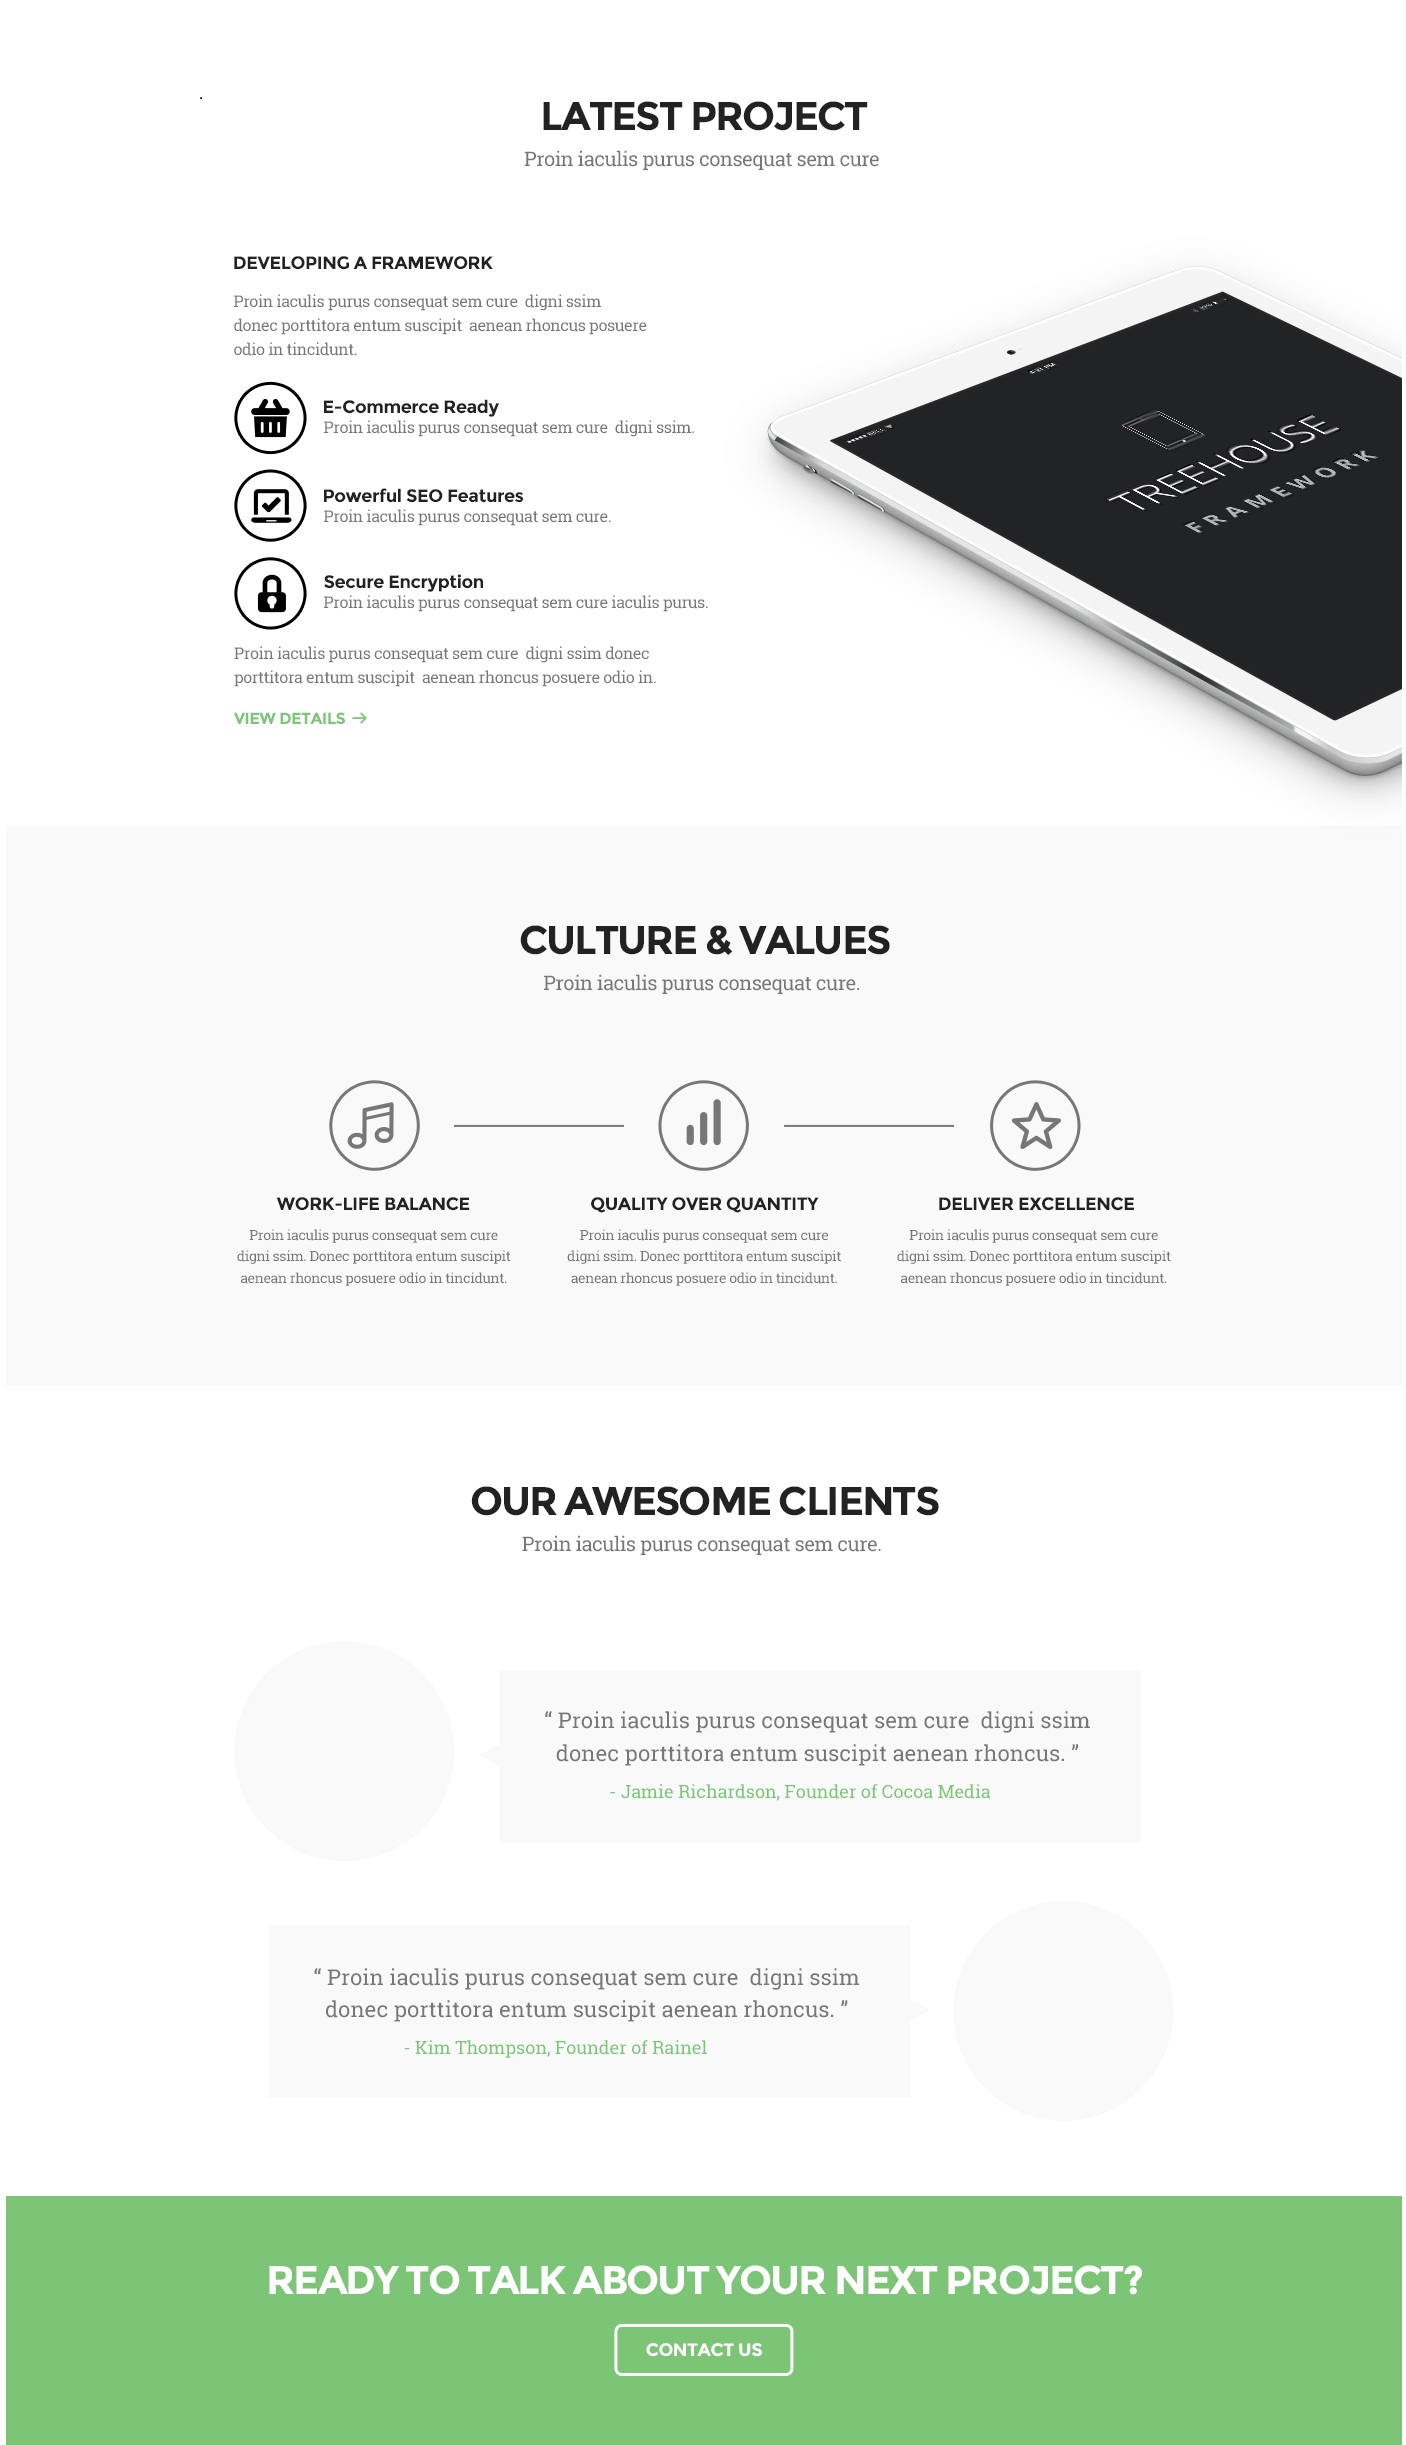 LATEST PROJECT
Proin iaculis purus consequat sem cure
DEVELOPING A FRAMEWORK
Proin iaculis purus consequat sem cure digni ssim
donec porttitora entum suscipit aenean rhoncus posuere
odio in tincidunt.
E-Commerce Ready
Proin iaculis purus consequat sem cure digni ssim.
Powerful SEO Features
Proin iaculis purus consequat sem cure.
Secure Encryption
Proin iaculis purus consequat sem cure iaculis purus.
Proin iaculis purus consequat sem cure digni ssim donec
porttitora entum suscipit aenean rhoncus posuere odio in.
VIEW DETAILS →
4:21 PM
TREEHOUSE
FRAMEWORK
CULTURE & VALUES
Proin iaculis purus consequat cure.
WORK-LIFE BALANCE
Proin iaculis purus consequat sem cure
digni ssim. Donec porttitora entum suscipit
aenean rhoncus posuere odio in tincidunt.
QUALITY OVER QUANTITY
Proin iaculis purus consequat sem cure
digni ssim. Donec porttitora entum suscipit
aenean rhoncus posuere odio in tincidunt.
DELIVER EXCELLENCE
Proin iaculis purus consequat sem cure
digni ssim. Donec porttitora entum suscipit
aenean rhoncus posuere odio in tincidunt.
OUR AWESOME CLIENTS
Proin iaculis purus consequat sem cure.
“ Proin iaculis purus consequat sem cure digni ssim
donec porttitora entum suscipit aenean rhoncus. ”
- Jamie Richardson, Founder of Cocoa Media
“ Proin iaculis purus consequat sem cure digni ssim
donec porttitora entum suscipit aenean rhoncus. ”
- Kim Thompson, Founder of Rainel
READY TO TALK ABOUT YOUR NEXT PROJECT?
CONTACT US